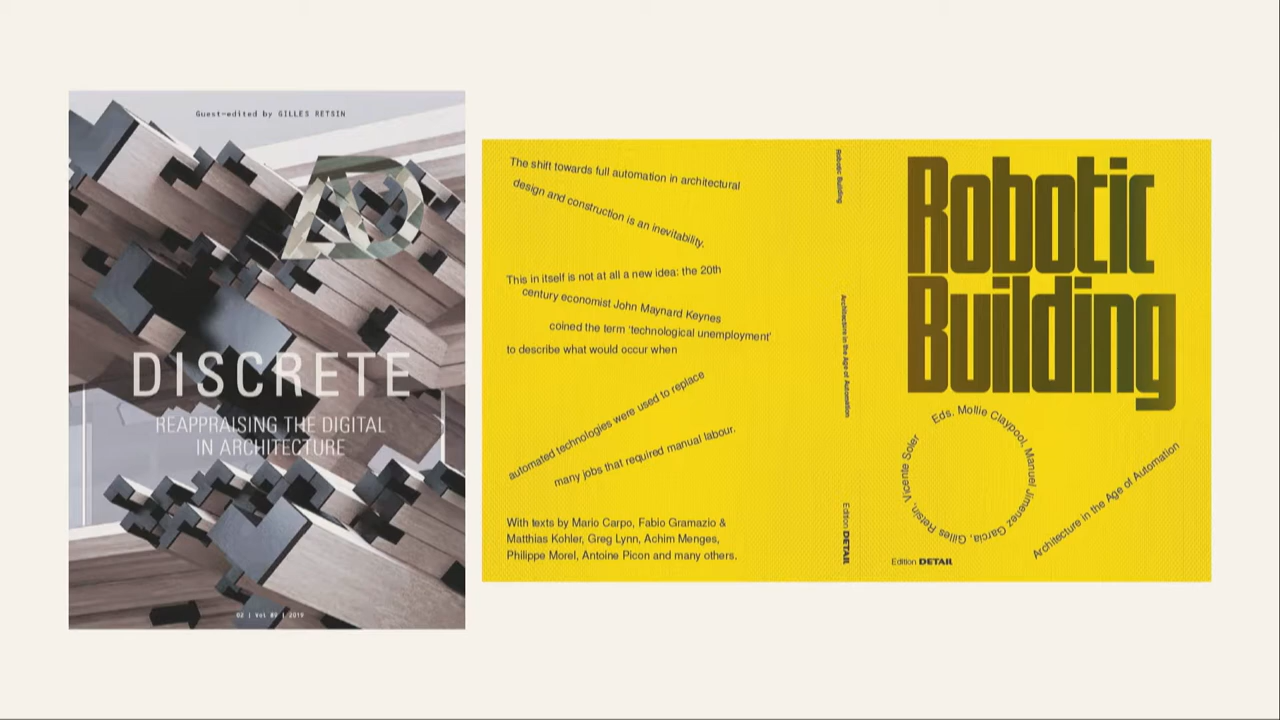 Guest-edited by GILLES RETSIN
AD
DISCRETE
REAPPRAISING THE DIGITAL
IN ARCHITECTURE
02 | Vol 89 | 2019
The shift towards full automation in architectural
design and construction is an inevitability.
This in itself is not at all a new idea: the 20th
century economist John Maynard Keynes
coined the term 'technological unemployment'
to describe what would occur when
automated technologies were used to replace
many jobs that required manual labour.
With texts by Mario Carpo, Fabio Gramazio &
Matthias Kohler, Greg Lynn, Achim Menges,
Philippe Morel, Antoine Picon and many others.
Robotic Building
Architecture in the Age of Automation
Edition DETAIL
Robotic
Building
Eds. Mollie Claypool, Manuel Jimenez Garcia, Gilles Retsin, Vicente Soler
Architecture in the Age of Automation
Edition DETAIL